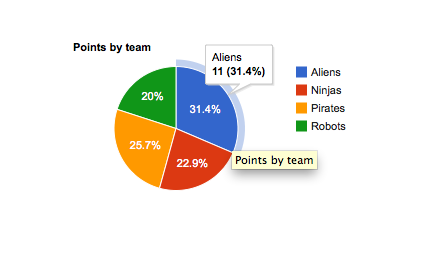 Points by team
Aliens
11 (31.4%)
Aliens
Ninjas
Pirates
Robots
20%
31.4%
25.7%
22.9%
Points by team